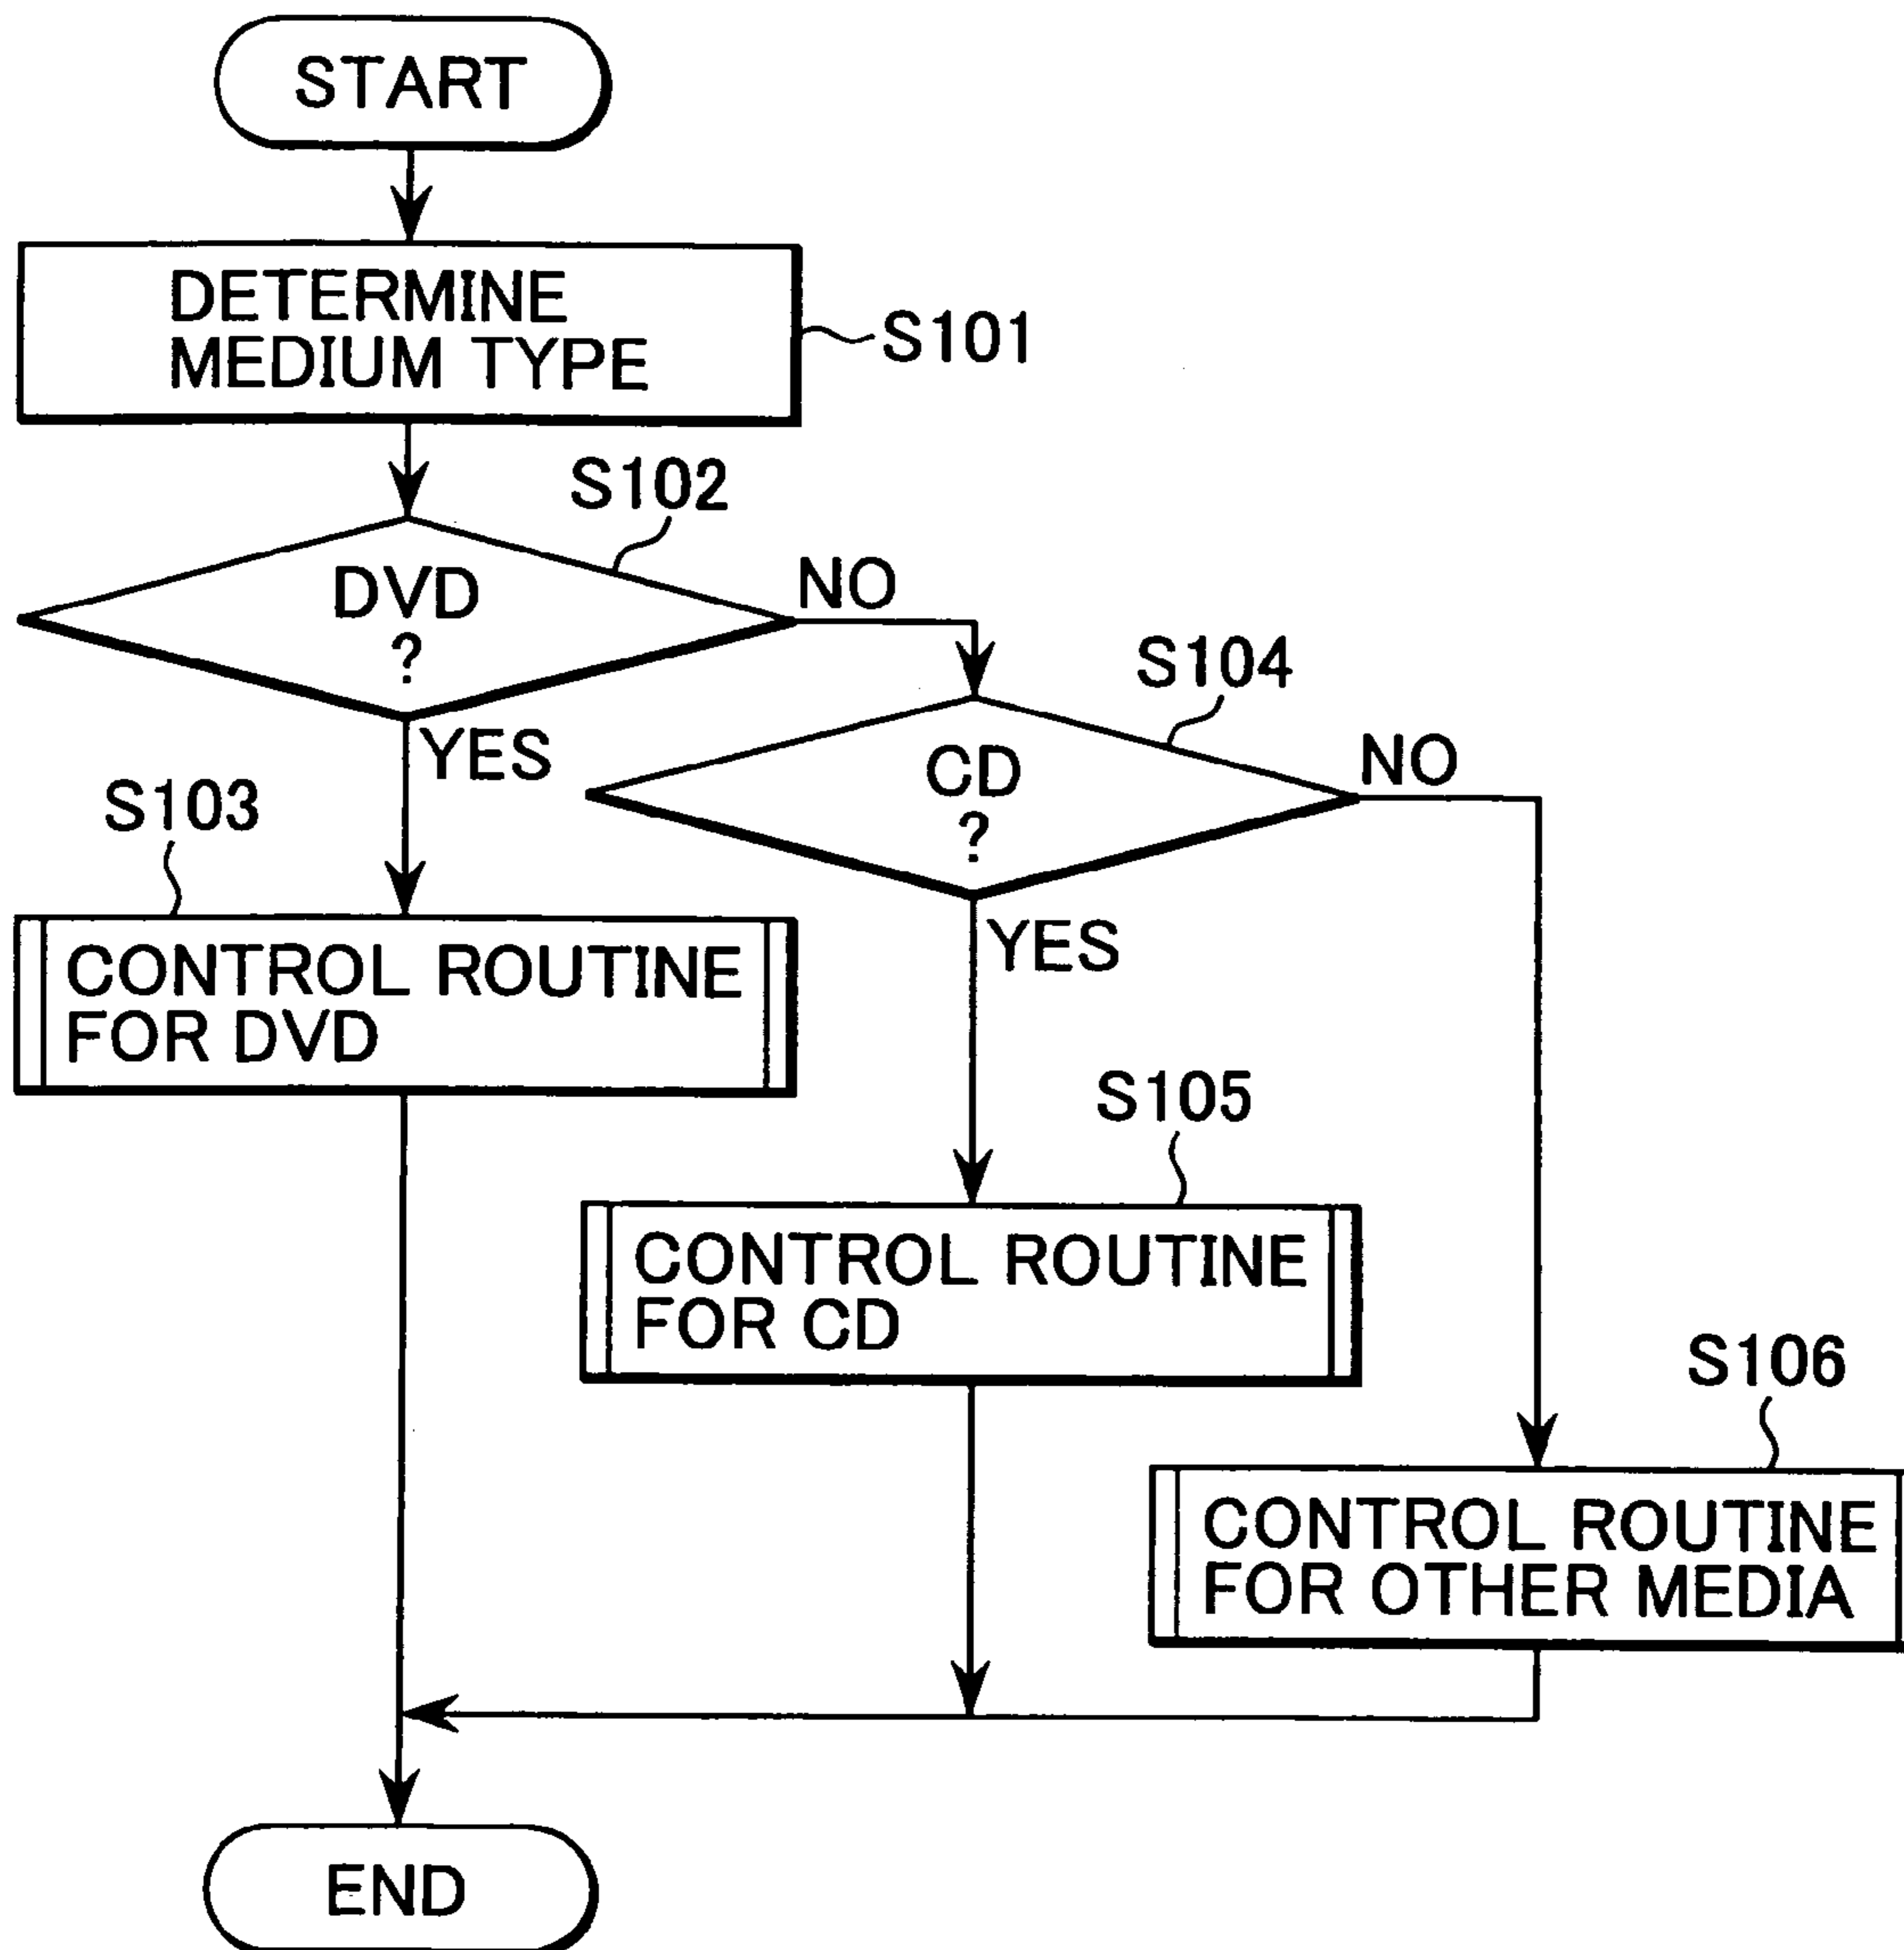 START
DETERMINE
MEDIUM TYPE
S101
S102
DVD
?
NO
YES
S104
CD
?
NO
YES
S103
CONTROL ROUTINE
FOR DVD
S105
CONTROL ROUTINE
FOR CD
S106
CONTROL ROUTINE
FOR OTHER MEDIA
END